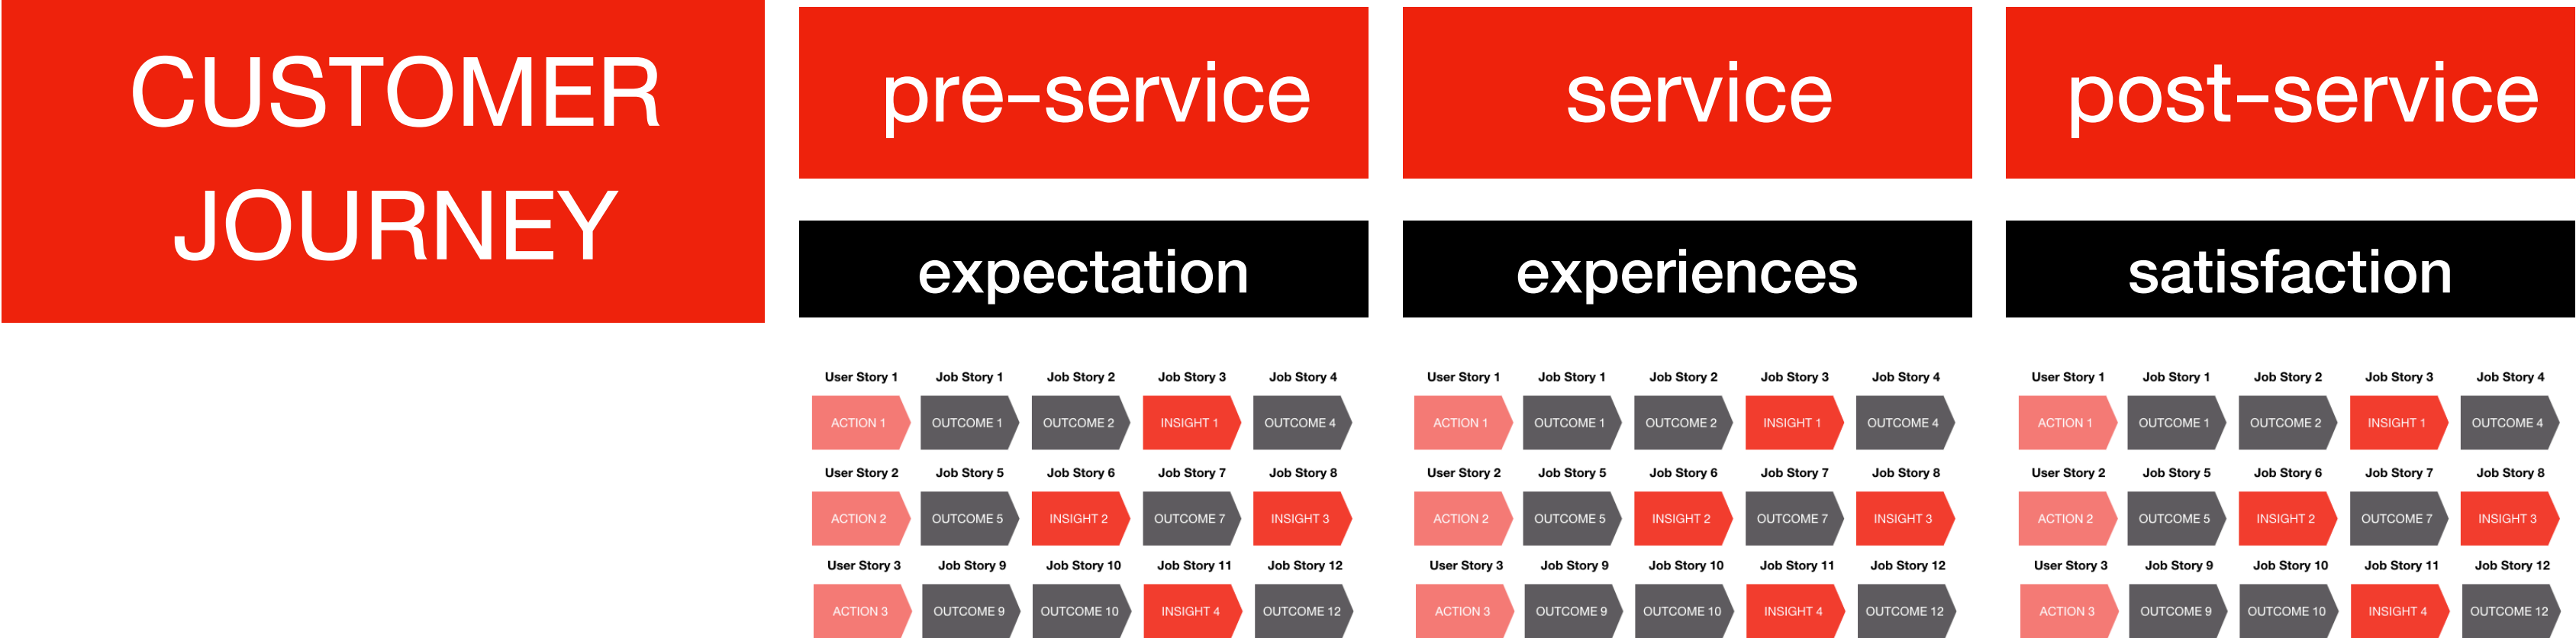 CUSTOMER
JOURNEY
pre-service
service
post-service
expectation
experiences
satisfaction
User Story 1 Job Story 1 Job Story 2 Job Story 3 Job Story 4
ACTION 1 OUTCOME 1 OUTCOME 2 INSIGHT 1 OUTCOME 4
User Story 2 Job Story 5 Job Story 6 Job Story 7 Job Story 8
ACTION 2 OUTCOME 5 INSIGHT 2 OUTCOME 7 INSIGHT 3
User Story 3 Job Story 9 Job Story 10 Job Story 11 Job Story 12
ACTION 3 OUTCOME 9 OUTCOME 10 INSIGHT 4 OUTCOME 12
User Story 1 Job Story 1 Job Story 2 Job Story 3 Job Story 4
ACTION 1 OUTCOME 1 OUTCOME 2 INSIGHT 1 OUTCOME 4
User Story 2 Job Story 5 Job Story 6 Job Story 7 Job Story 8
ACTION 2 OUTCOME 5 INSIGHT 2 OUTCOME 7 INSIGHT 3
User Story 3 Job Story 9 Job Story 10 Job Story 11 Job Story 12
ACTION 3 OUTCOME 9 OUTCOME 10 INSIGHT 4 OUTCOME 12
User Story 1 Job Story 1 Job Story 2 Job Story 3 Job Story 4
ACTION 1 OUTCOME 1 OUTCOME 2 INSIGHT 1 OUTCOME 4
User Story 2 Job Story 5 Job Story 6 Job Story 7 Job Story 8
ACTION 2 OUTCOME 5 INSIGHT 2 OUTCOME 7 INSIGHT 3
User Story 3 Job Story 9 Job Story 10 Job Story 11 Job Story 12
ACTION 3 OUTCOME 9 OUTCOME 10 INSIGHT 4 OUTCOME 12